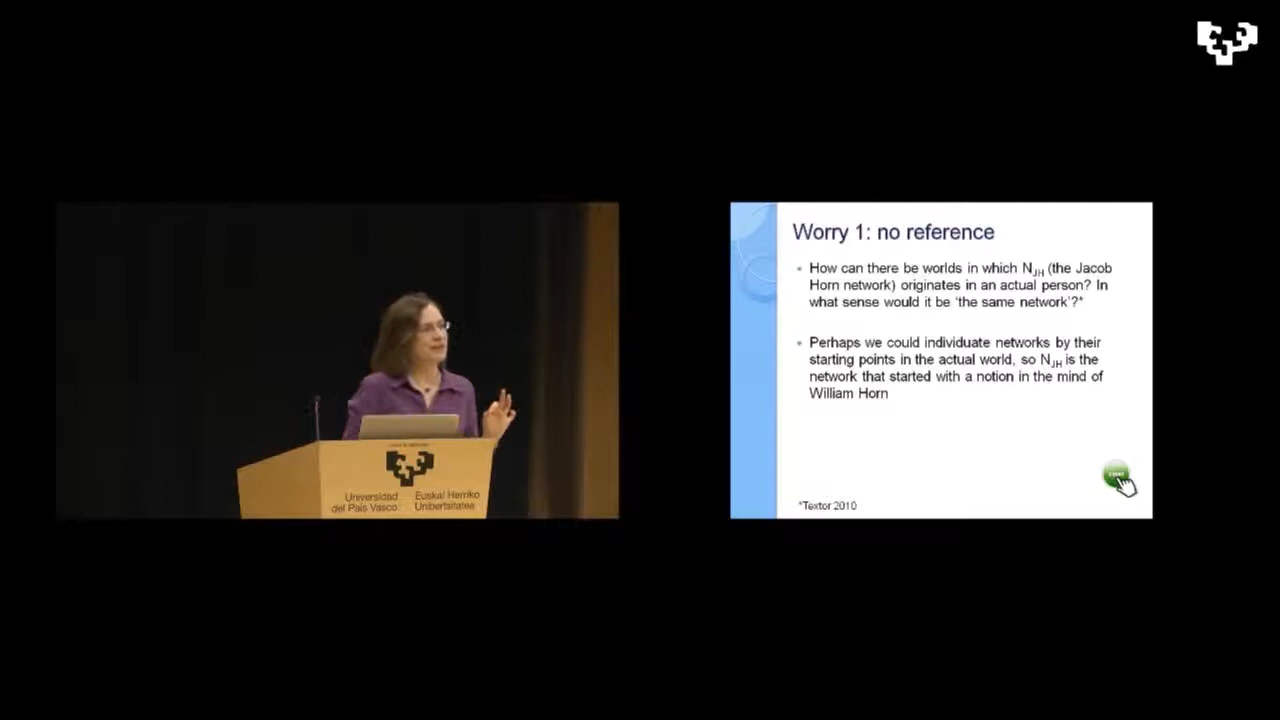 Worry 1: no reference
How can there be worlds in which NJH (the Jacob
Horn network) originates in an actual person? In
what sense would it be 'the same network'?*
Perhaps we could individuate networks by their
starting points in the actual world, so NJH is the
network that started with a notion in the mind of
William Horn
*Textor 2010
Universidad
del País Vasco
Euskal Herriko
Unibertsitatea